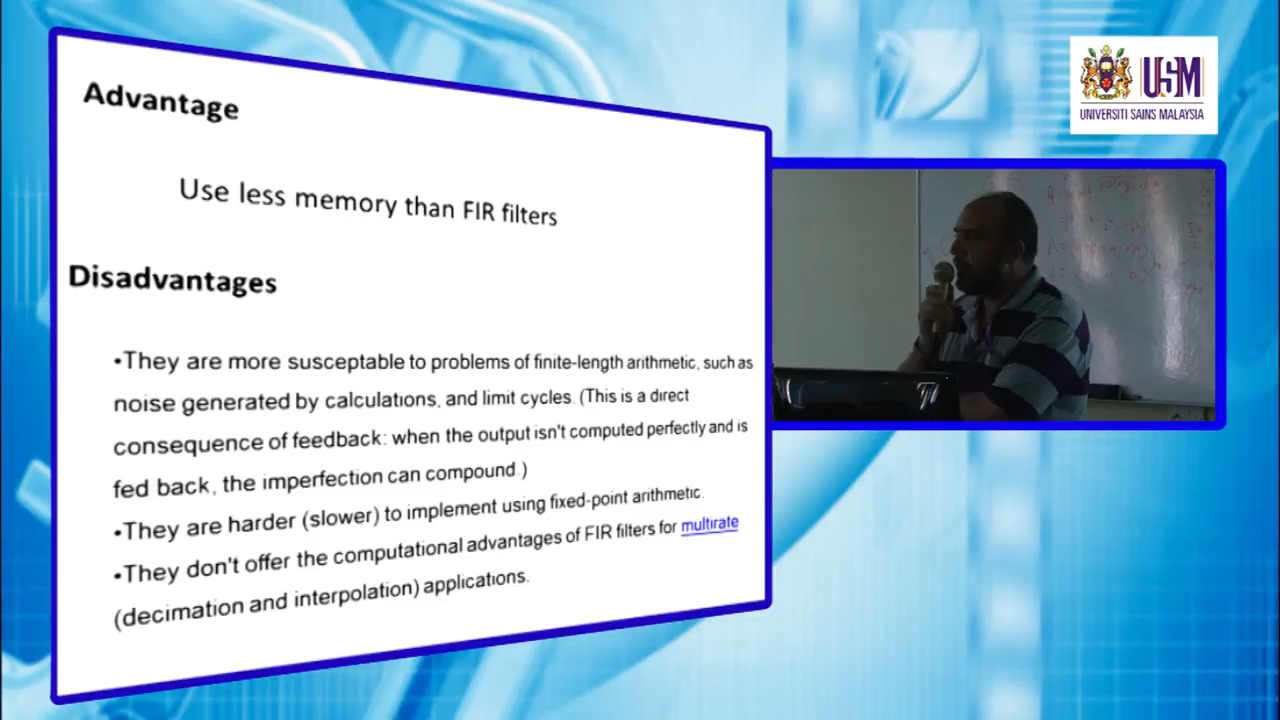 Advantage
Use less memory than FIR filters
Disadvantages
•They are more susceptable to problems of finite-length arithmetic, such as
noise generated by calculations, and limit cycles. (This is a direct
consequence of feedback: when the output isn't computed perfectly and is
fed back, the imperfection can compound.)
•They are harder (slower) to implement using fixed-point arithmetic.
•They don't offer the computational advantages of FIR filters for multirate
(decimation and interpolation) applications.
USM
UNIVERSITI SAINS MALAYSIA